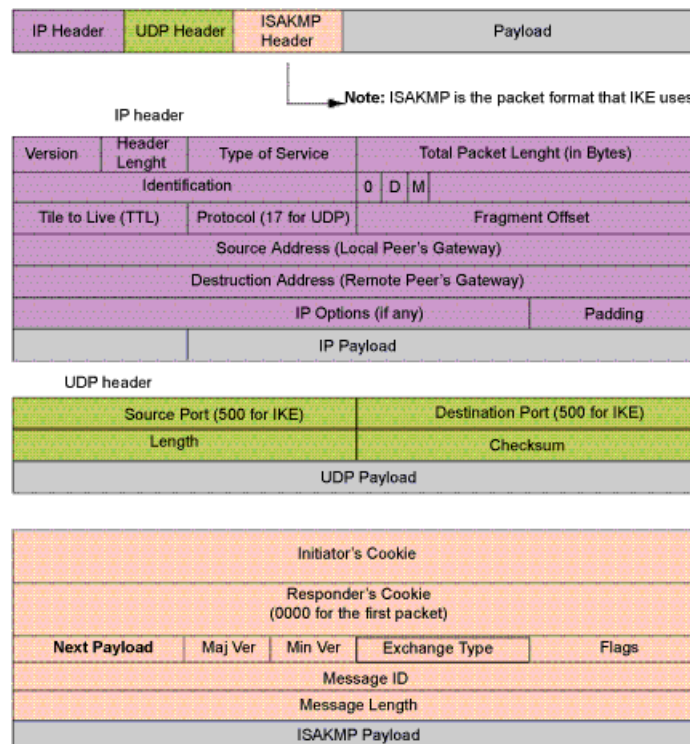 IP Header UDP Header ISAKMP Header Payload
Note: ISAKMP is the packet format that IKE uses
IP header
Version Header Lenght Type of Service Total Packet Lenght (in Bytes)
Identification 0 D M
Tile to Live (TTL) Protocol (17 for UDP) Fragment Offset
Source Address (Local Peer's Gateway)
Destruction Address (Remote Peer's Gateway)
IP Options (if any) Padding
IP Payload
UDP header
Source Port (500 for IKE) Destination Port (500 for IKE)
Length Checksum
UDP Payload
Initiator's Cookie
Responder's Cookie
(0000 for the first packet)
Next Payload Maj Ver Min Ver Exchange Type Flags
Message ID
Message Length
ISAKMP Payload